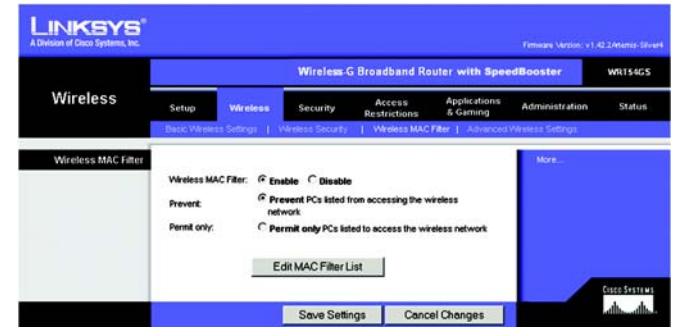 LINKSYS®
A Division of Cisco Systems, Inc.
Firmware Version: v1.42.2
Wireless-G Broadband Router with SpeedBooster WRT54GS
Wireless
Setup Wireless Security Access Restrictions Applications & Gaming Administration Status
Basic Wireless Settings | Wireless Security | Wireless MAC Filter | Advanced Wireless Settings
Wireless MAC Filter
More...
Wireless MAC Filter: Enable Disable
Prevent: Prevent PCs listed from accessing the wireless
network
Permit only: Permit only PCs listed to access the wireless network
Edit MAC Filter List
CISCO SYSTEMS
Save Settings Cancel Changes